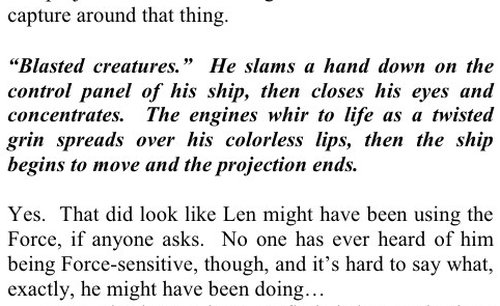 capture around that thing.
“Blasted creatures.” He slams a hand down on the
control panel of his ship, then closes his eyes and
concentrates. The engines whir to life as a twisted
grin spreads over his colorless lips, then the ship
begins to move and the projection ends.
Yes. That did look like Len might have been using the
Force, if anyone asks. No one has ever heard of him
being Force-sensitive, though, and it’s hard to say what,
exactly, he might have been doing…